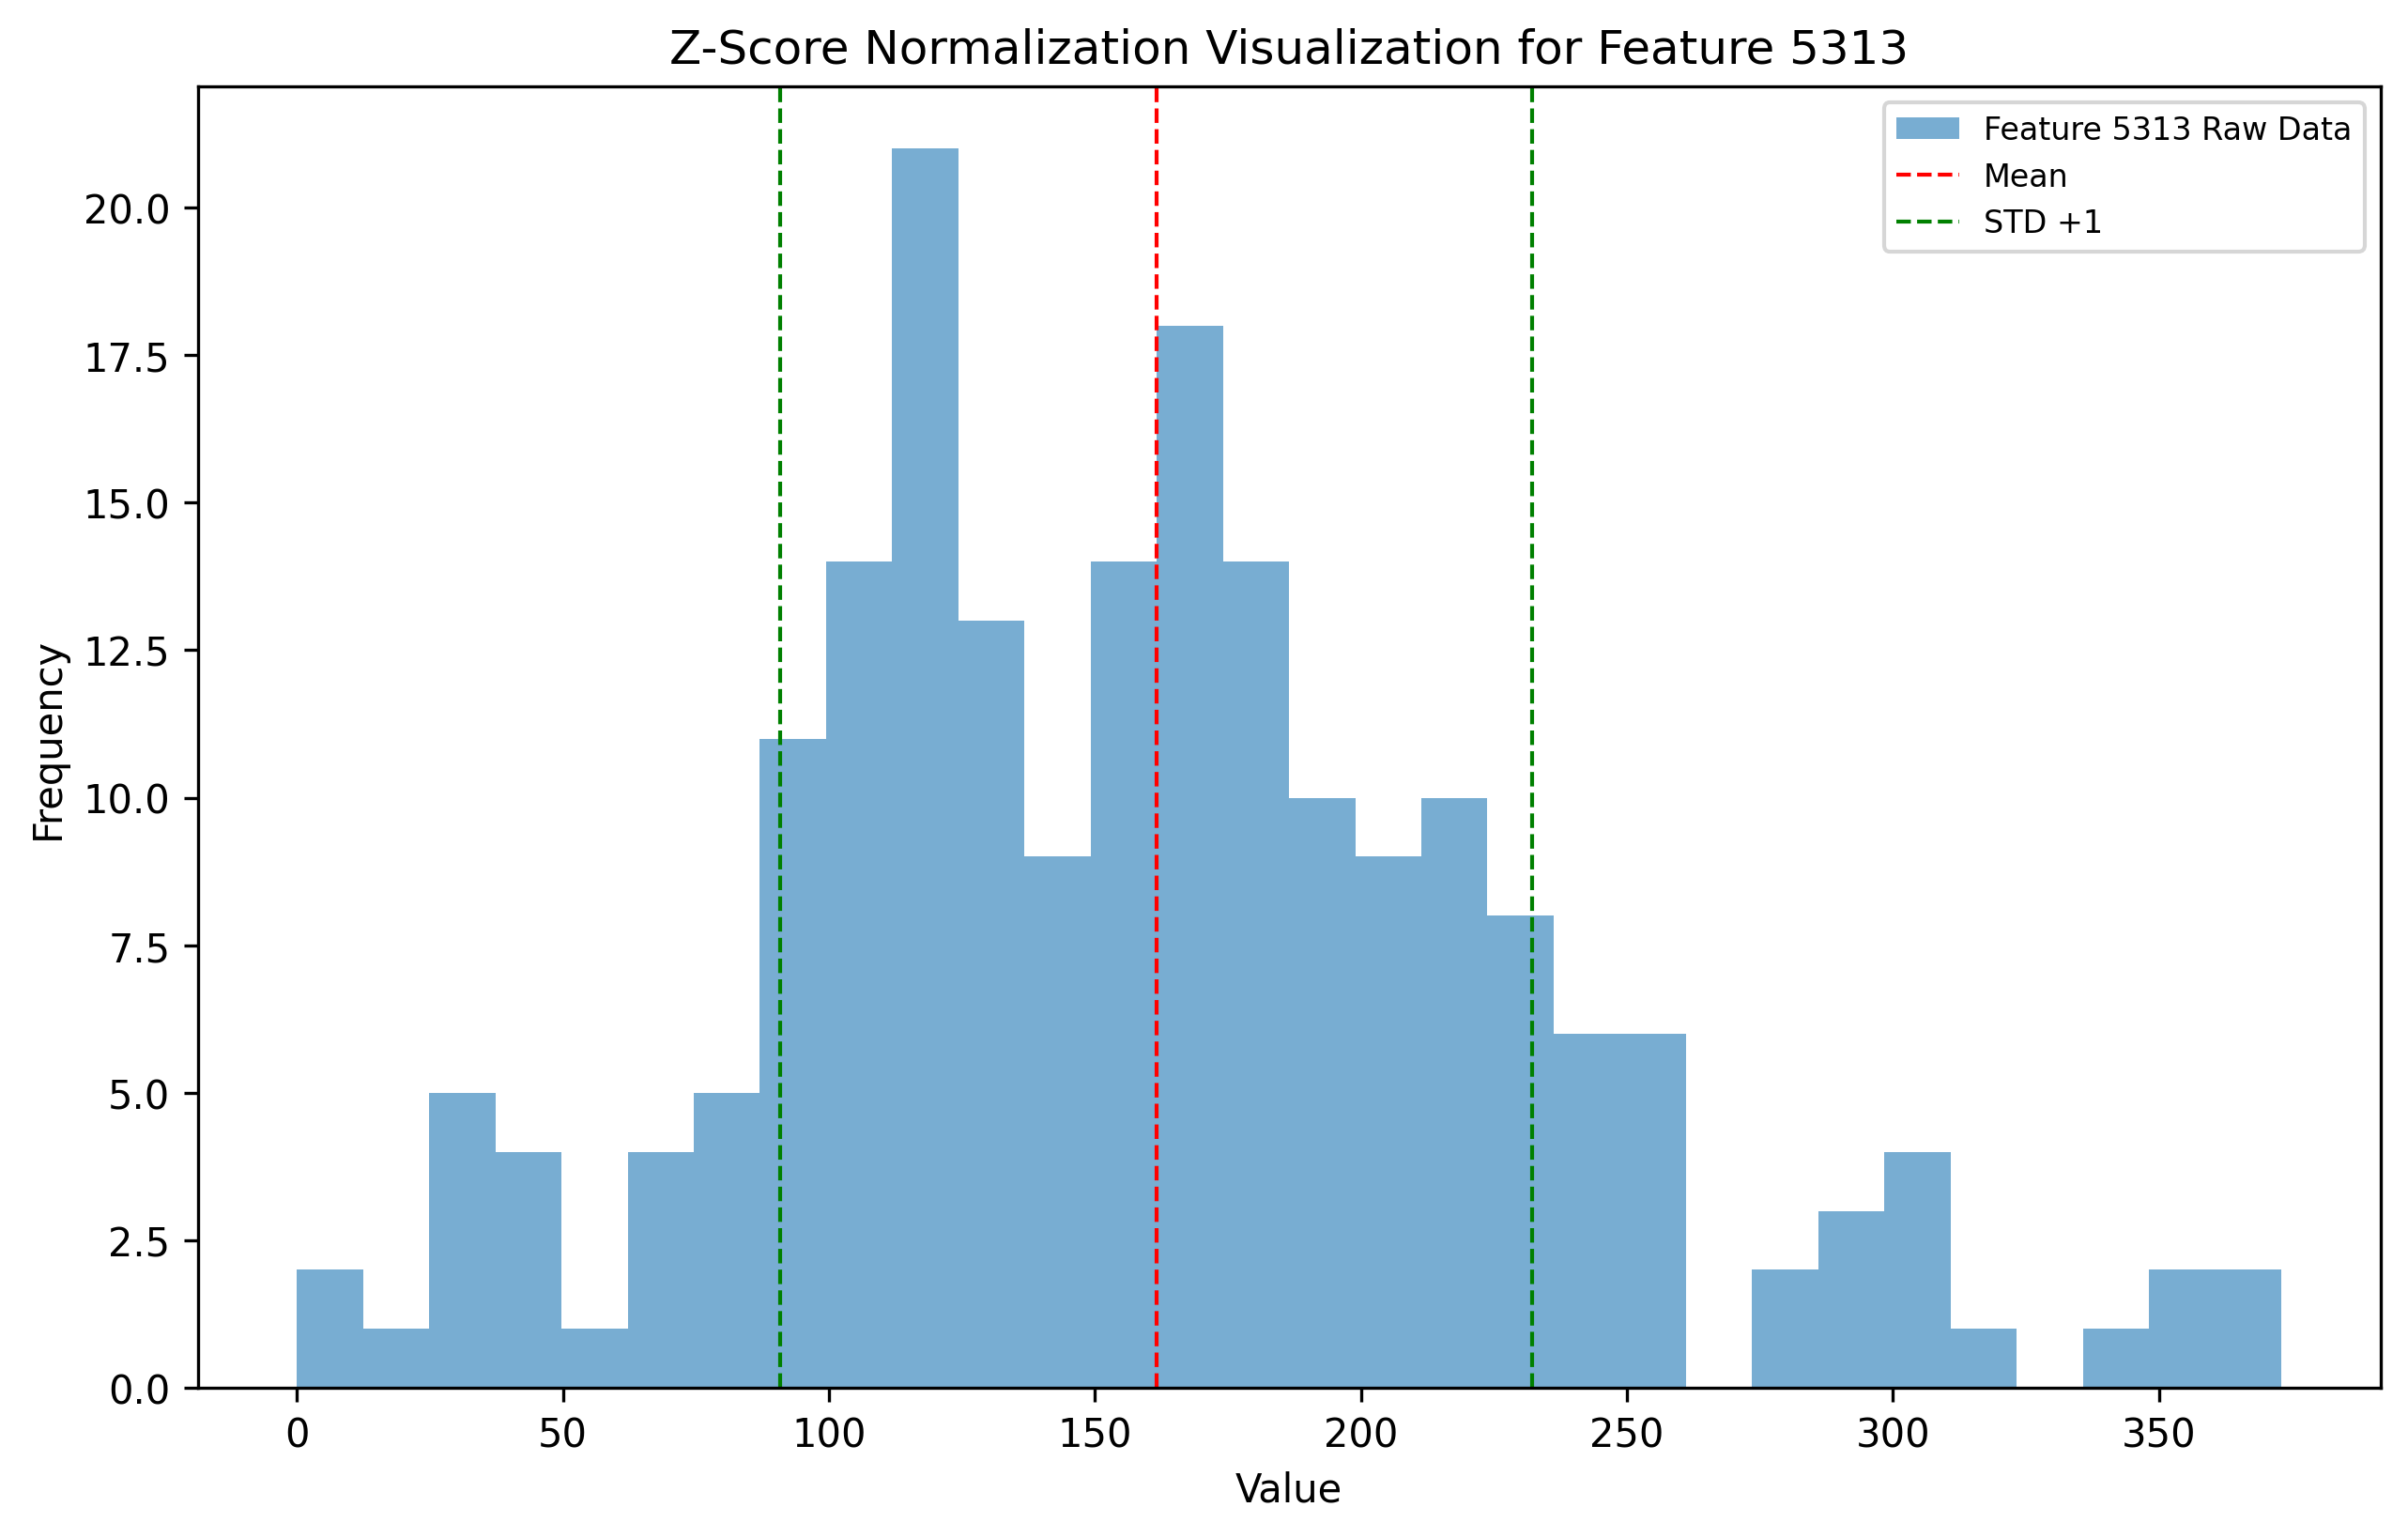 Z-Score Normalization Visualization for Feature 5313
Feature 5313 Raw Data
Mean
STD +1
20.0
17.5
15.0
12.5
10.0
7.5
5.0
2.5
0.0
Frequency
0 50 100 150 200 250 300 350
Value